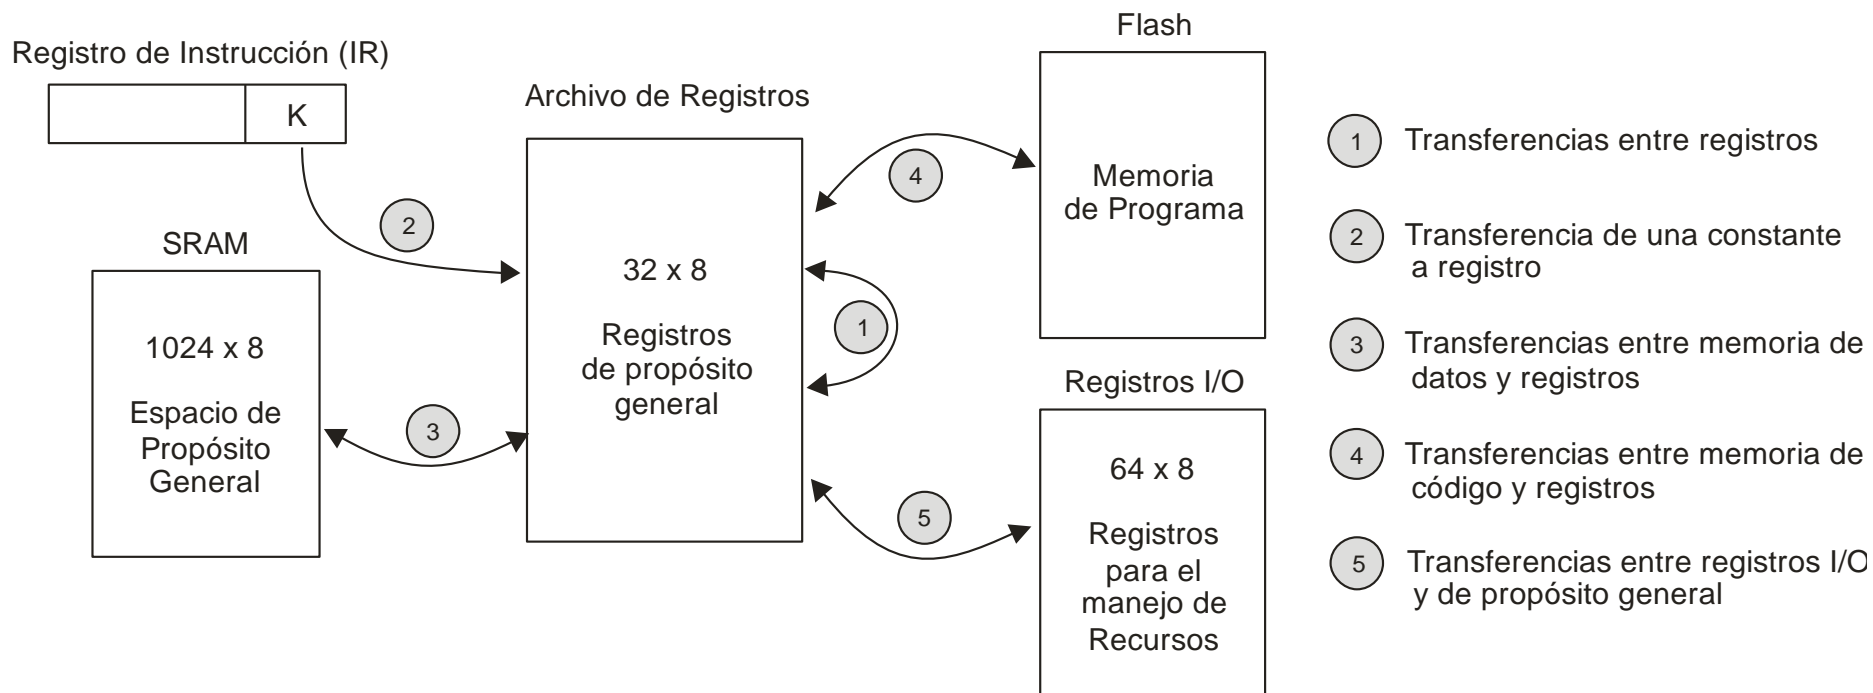 Registro de Instrucción (IR)
K
2
SRAM
1024 x 8
Espacio de
Propósito
General
3
Archivo de Registros
32 x 8
Registros
de propósito
general
4
1
5
Flash
Memoria
de Programa
Registros I/O
64 x 8
Registros
para el
manejo de
Recursos
1 Transferencias entre registros
2 Transferencia de una constante
a registro
3 Transferencias entre memoria de
datos y registros
4 Transferencias entre memoria de
código y registros
5 Transferencias entre registros I/O
y de propósito general